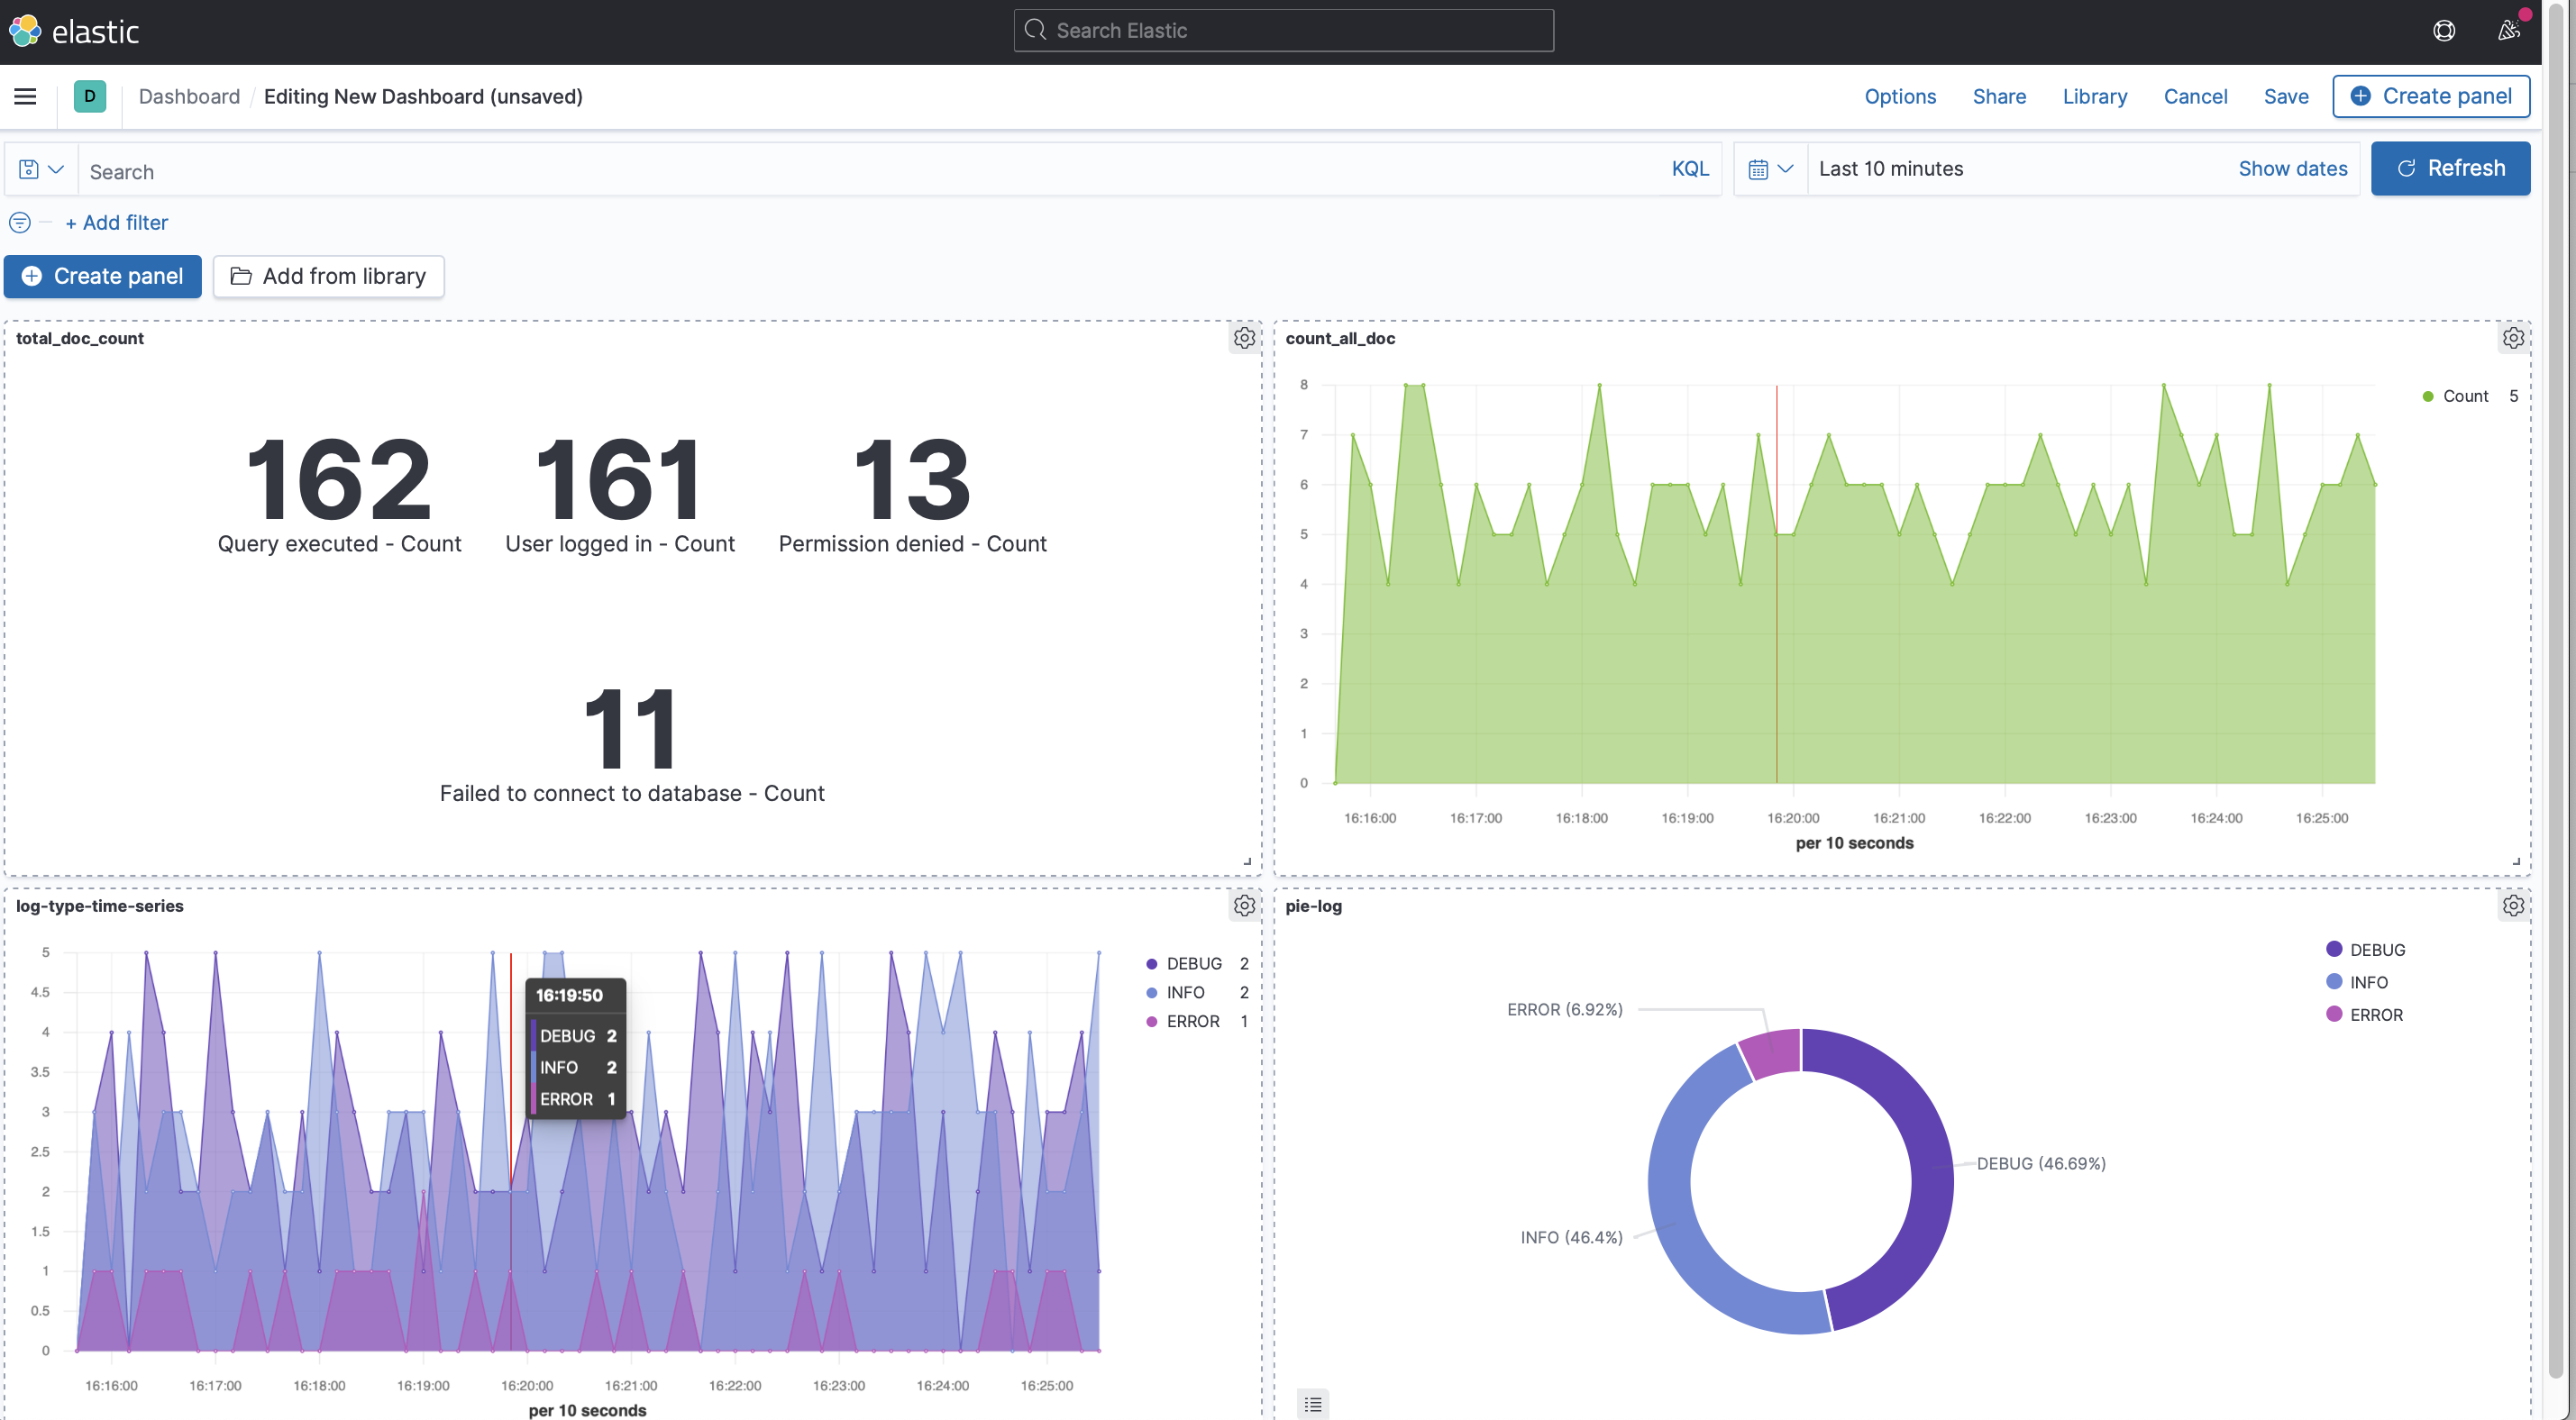 elastic
Search Elastic
D
Dashboard / Editing New Dashboard (unsaved)
Options Share Library Cancel Save Create panel
Search KQL
Last 10 minutes Show dates
Refresh
+ Add filter
Create panel Add from library
total_doc_count
162 161 13
Query executed - Count User logged in - Count Permission denied - Count
11
Failed to connect to database - Count
count_all_doc
8
7
6
5
4
3
2
1
0
16:16:00 16:17:00 16:18:00 16:19:00 16:20:00 16:21:00 16:22:00 16:23:00 16:24:00 16:25:00
per 10 seconds
Count 5
log-type-time-series
5
4.5
4
3.5
3
2.5
2
1.5
1
0.5
0
16:19:50
DEBUG 2
INFO 2
ERROR 1
16:16:00 16:17:00 16:18:00 16:19:00 16:20:00 16:21:00 16:22:00 16:23:00 16:24:00 16:25:00
per 10 seconds
DEBUG 2
INFO 2
ERROR 1
pie-log
ERROR (6.92%)
DEBUG (46.69%)
INFO (46.4%)
DEBUG
INFO
ERROR